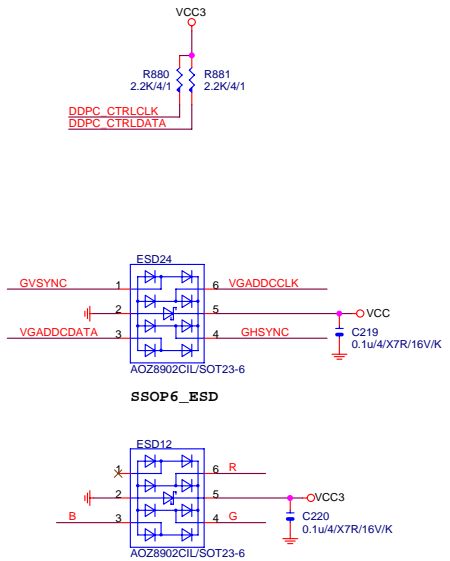 VCC3
R880 R881
2.2K/4/1 2.2K/4/1
DDPC_CTRLCLK
DDPC_CTRLDATA
ESD24
GVSYNC 1 6 VGADDCCLK
2 5 VCC
VGADDCDATA 3 4 GHSYNC
C219
0.1u/4/X7R/16V/K
AOZ8902CIL/SOT23-6
SSOP6_ESD
ESD12
1 6 R
2 5 VCC3
B 3 4 G
C220
0.1u/4/X7R/16V/K
AOZ8902CIL/SOT23-6